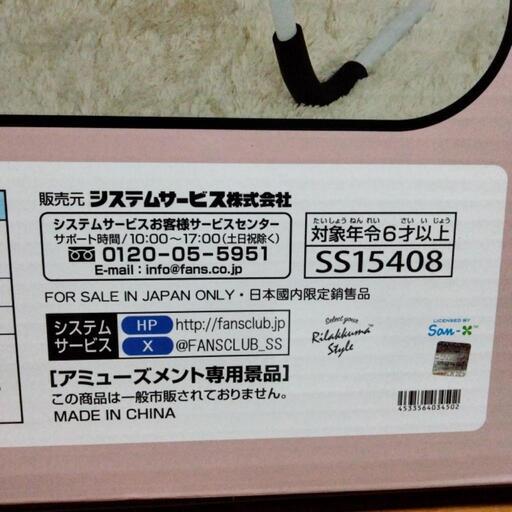 販売元 システムサービス株式会社
システムサービスお客様サービスセンター
サポート時間/10:00～17:00(土日祝除く)
0120-05-5951
E-mail：info@fans.co.jp
たいしょう ねん れい さい い じょう
対象年令6才以上
SS15408
FOR SALE IN JAPAN ONLY・日本國内限定銷售品
システム
サービス
HP http://fansclub.jp
X @FANSCLUB_SS
Select your
Rilakkuma™
Style
LICENSED BY
San-X™
[アミューズメント専用景品]
この商品は一般市販されておりません。
MADE IN CHINA
4533564034502